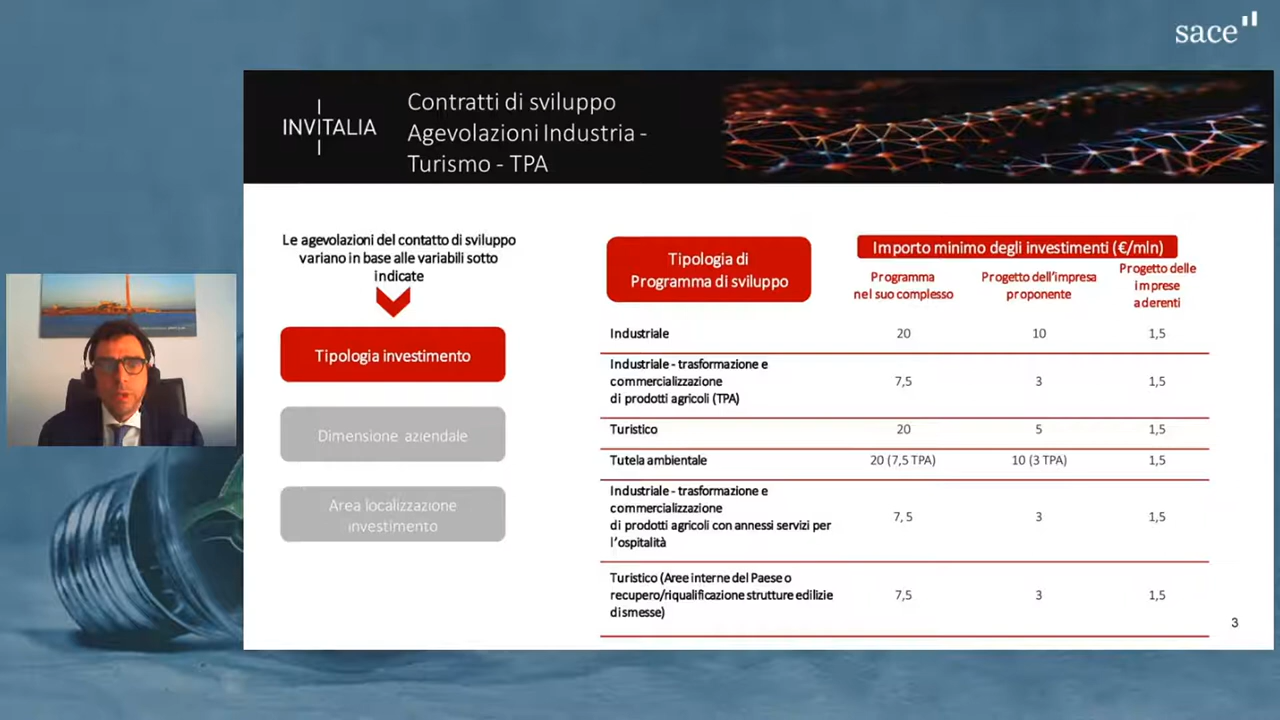 sace
INVITALIA
Contratti di sviluppo
Agevolazioni Industria -
Turismo - TPA
Le agevolazioni del contatto di sviluppo
variano in base alle variabili sotto
indicate
Tipologia investimento
Dimensione aziendale
Area localizzazione
investimento
Tipologia di
Programma di sviluppo
Importo minimo degli investimenti (€/mln)
Programma
nel suo complesso
Progetto dell'impresa
proponente
Progetto delle
imprese
aderenti
Industriale 20 10 1,5
Industriale - trasformazione e
commercializzazione
di prodotti agricoli (TPA)
7,5 3 1,5
Turistico 20 5 1,5
Tutela ambientale 20 (7,5 TPA) 10 (3 TPA) 1,5
Industriale - trasformazione e
commercializzazione
di prodotti agricoli con annessi servizi per
l'ospitalità
7, 5 3 1,5
Turistico (Aree interne del Paese o
recupero/riqualificazione strutture edilizie
dismesse)
7,5 3 1,5
3